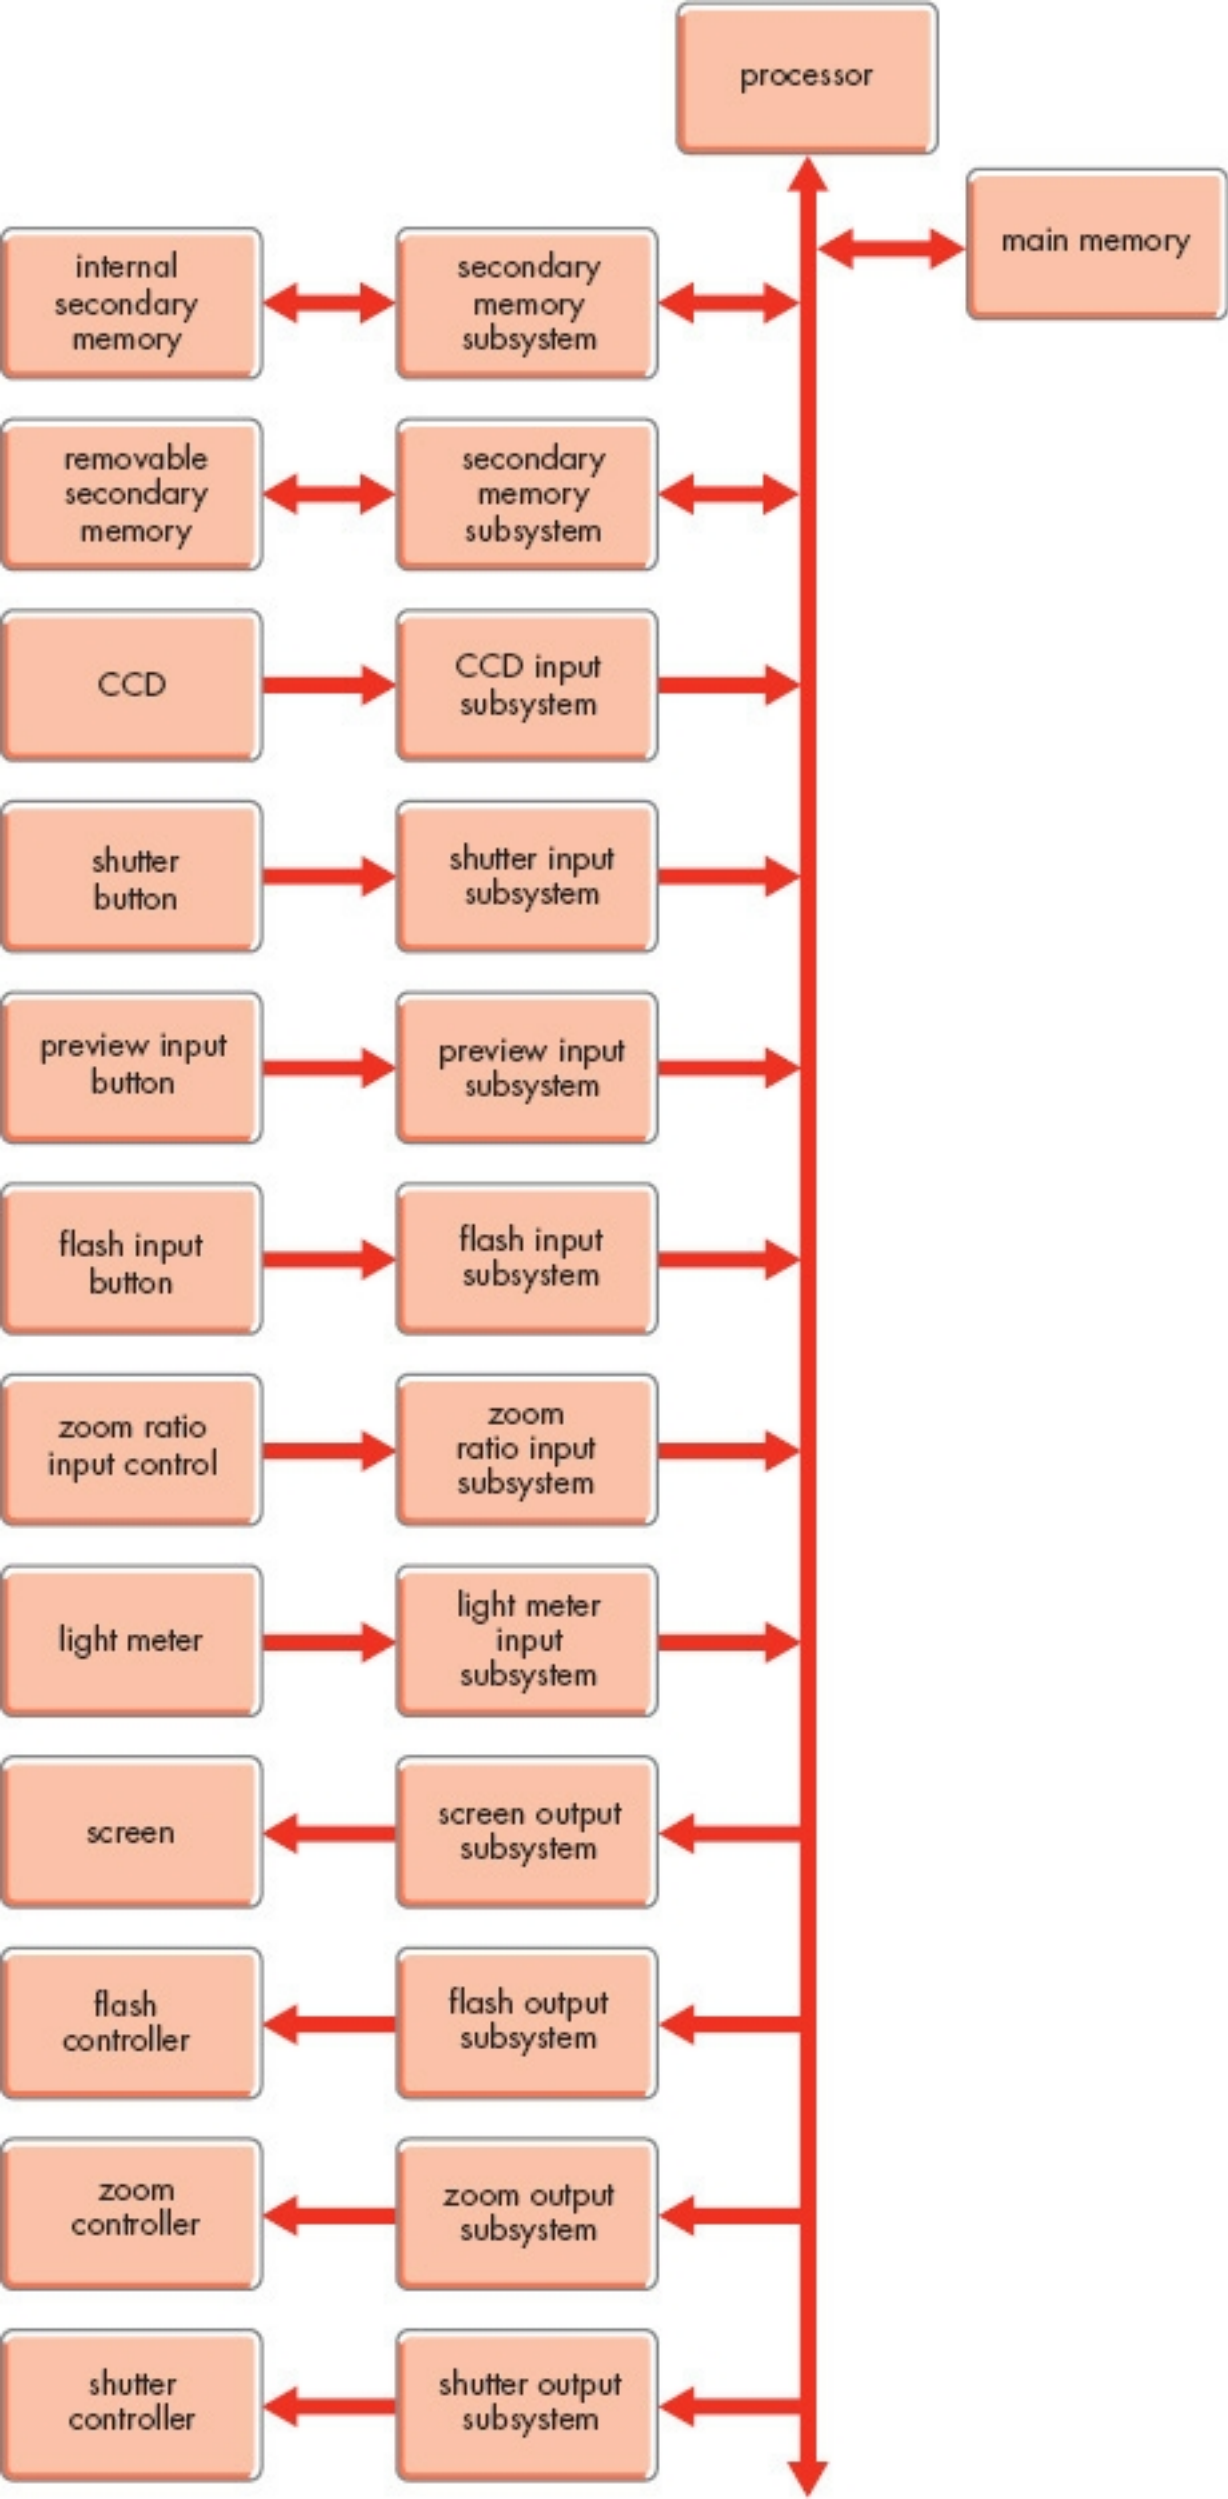 processor
main memory
internal
secondary
memory
secondary
memory
subsystem
removable
secondary
memory
secondary
memory
subsystem
CCD
CCD input
subsystem
shutter
button
shutter input
subsystem
preview input
button
preview input
subsystem
flash input
button
flash input
subsystem
zoom ratio
input control
zoom
ratio input
subsystem
light meter
light meter
input
subsystem
screen
screen output
subsystem
flash
controller
flash output
subsystem
zoom
controller
zoom output
subsystem
shutter
controller
shutter output
subsystem